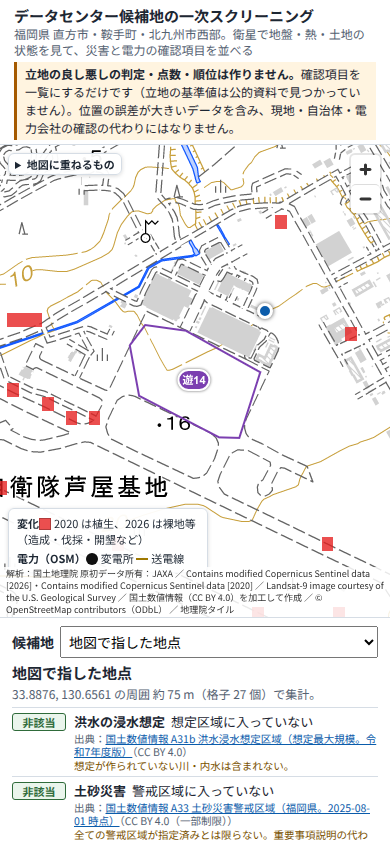 データセンター候補地の一次スクリーニング
福岡県 直方市・鞍手町・北九州市西部。衛星で地盤・熱・土地の
状態を見て、災害と電力の確認項目を並べる
立地の良し悪しの判定・点数・順位は作りません。確認項目を
一覧にするだけです（立地の基準値は公的資料で見つかってい
ません）。位置の誤差が大きいデータを含み、現地・自治体・電
力会社の確認の代わりにはなりません。
▶ 地図に重ねるもの
+
−
10
遊14
・16
衛隊芦屋基地
変化 2020 は植生、2026 は裸地等
（造成・伐採・開墾など）
電力（OSM） 変電所 送電線
解析：国土地理院 原初データ所有：JAXA ／ Contains modified Copernicus Sentinel data
[2026]・Contains modified Copernicus Sentinel data [2020] ／ Landsat-9 image courtesy of
the U.S. Geological Survey ／ 国土数値情報（CC BY 4.0）を加工して作成 ／ ©
OpenStreetMap contributors（ODbL） ／ 地理院タイル
候補地 地図で指した地点
地図で指した地点
33.8876, 130.6561 の周囲 約 75 m（格子 27 個）で集計。
非該当 洪水の浸水想定 想定区域に入っていない
出典：国土数値情報 A31b 洪水浸水想定区域（想定最大規模。令
和7年度版）（CC BY 4.0）
想定が作られていない川・内水は含まれない。
非該当 土砂災害 警戒区域に入っていない
出典：国土数値情報 A33 土砂災害警戒区域（福岡県。2025-08-
01 時点）（CC BY 4.0（一部制限））
全ての警戒区域が指定済みとは限らない。重要事項説明の代わ